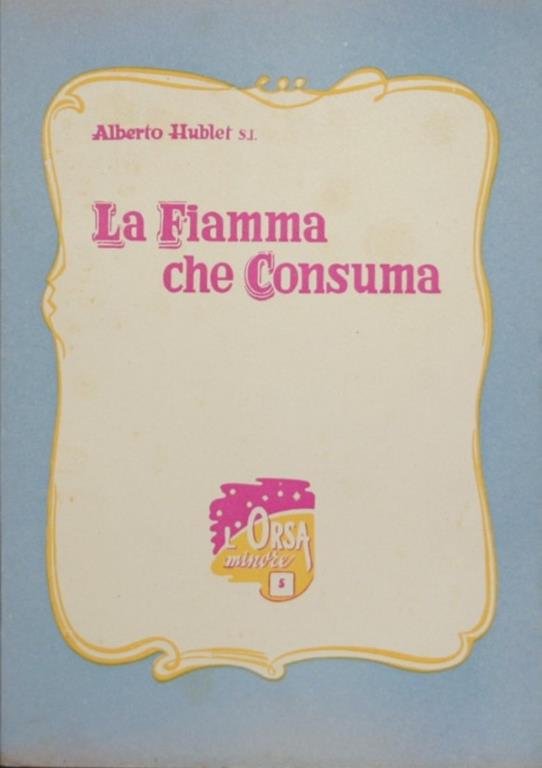 Alberto Hublet S.J.
La Fiamma
che Consuma
L'ORSA
minore
5